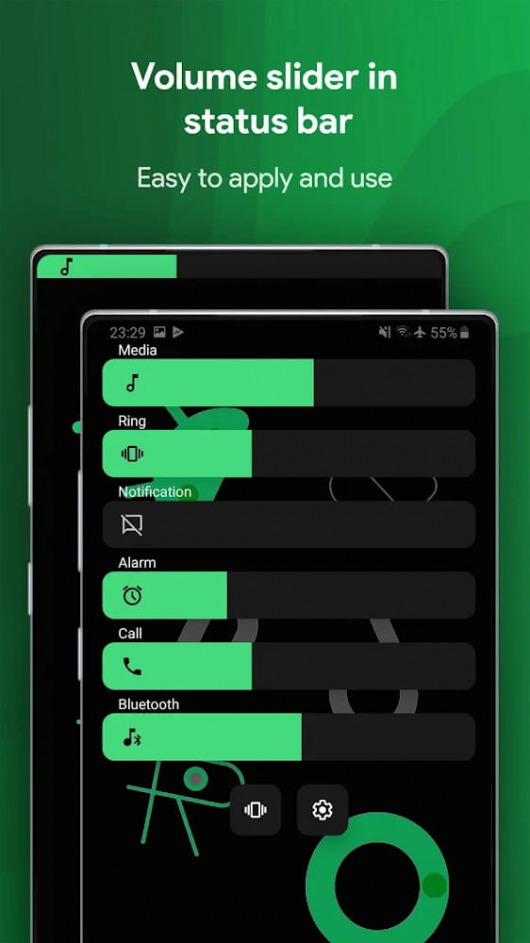 Volume slider in
status bar
Easy to apply and use
23:29 55%
Media
Ring
Notification
Alarm
Call
Bluetooth